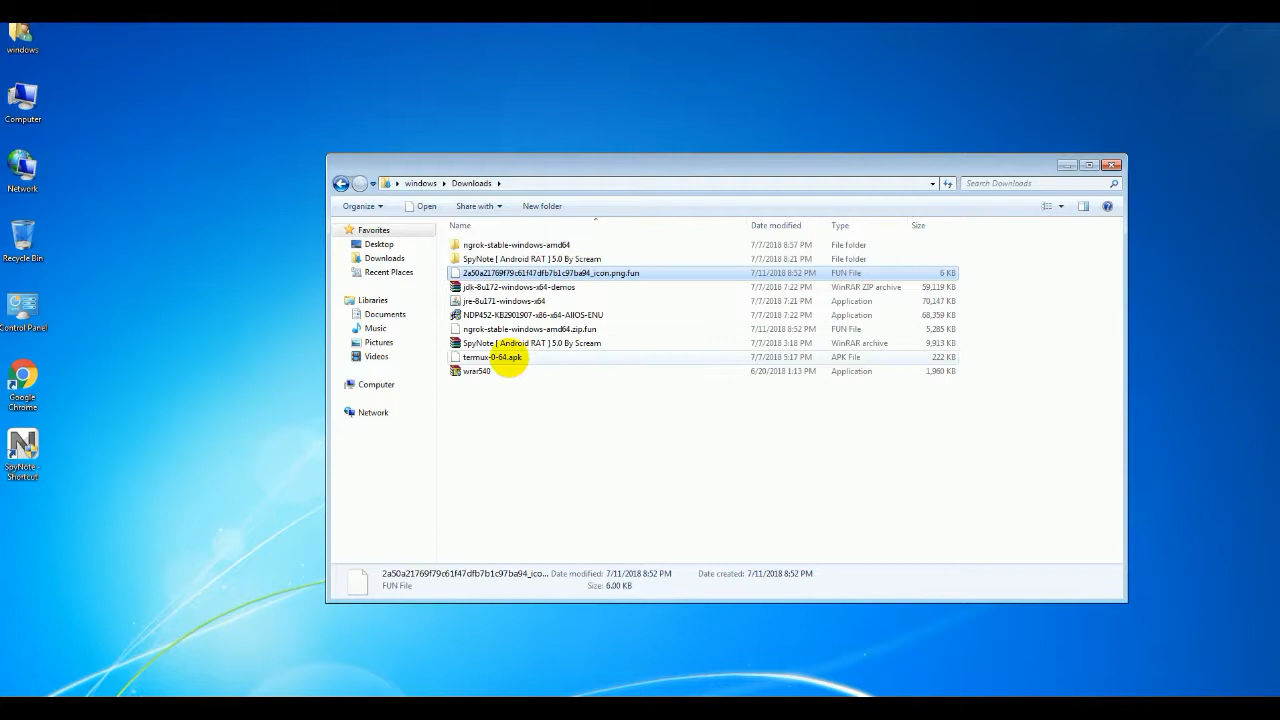 windows
Computer
Network
Recycle Bin
Control Panel
Google
Chrome
SpyNote -
Shortcut
windows Downloads
Search Downloads
Organize Open Share with New folder
Favorites
Desktop
Downloads
Recent Places
Libraries
Documents
Music
Pictures
Videos
Computer
Network
Name Date modified Type Size
ngrok-stable-windows-amd64 7/7/2018 8:57 PM File folder
SpyNote [ Android RAT ] 5.0 By Scream 7/7/2018 8:21 PM File folder
2a50a21769f79c61f47dfb7b1c97ba94_icon.png.fun 7/11/2018 8:52 PM FUN File 6 KB
jdk-8u172-windows-x64-demos 7/7/2018 7:22 PM WinRAR ZIP archive 59,119 KB
jre-8u171-windows-x64 7/7/2018 7:21 PM Application 70,147 KB
NDP452-KB2901907-x86-x64-AllOS-ENU 7/7/2018 7:22 PM Application 68,359 KB
ngrok-stable-windows-amd64.zip.fun 7/11/2018 8:52 PM FUN File 5,285 KB
SpyNote [ Android RAT ] 5.0 By Scream 7/7/2018 7:22 PM WinRAR archive 9,913 KB
termux-0-64.apk 7/7/2018 5:17 PM APK File 222 KB
wrar540 6/20/2018 1:13 PM Application 1,960 KB
2a50a21769f79c61f47dfb7b1c97ba94_ico... Date modified: 7/11/2018 8:52 PM Date created: 7/11/2018 8:52 PM
FUN File Size: 6.00 KB